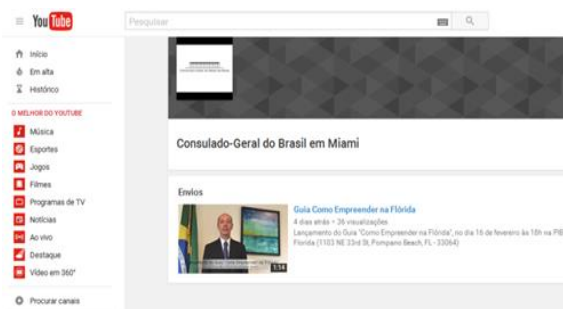 YouTube
Pesquisar
Início
Em alta
Histórico
O MELHOR DO YOUTUBE
Música
Esportes
Jogos
Filmes
Programas de TV
Notícias
Ao vivo
Destaque
Vídeo em 360°
Procurar canais
Consulado-Geral do Brasil em Miami
Envios
Guia Como Empreender na Flórida
4 dias atrás • 36 visualizações
Lançamento do Guia "Como Empreender na Flórida", no dia 16 de fevereiro às 18h na PIB
Flórida (1103 NE 33rd St, Pompano Beach, FL - 33064)
1:14